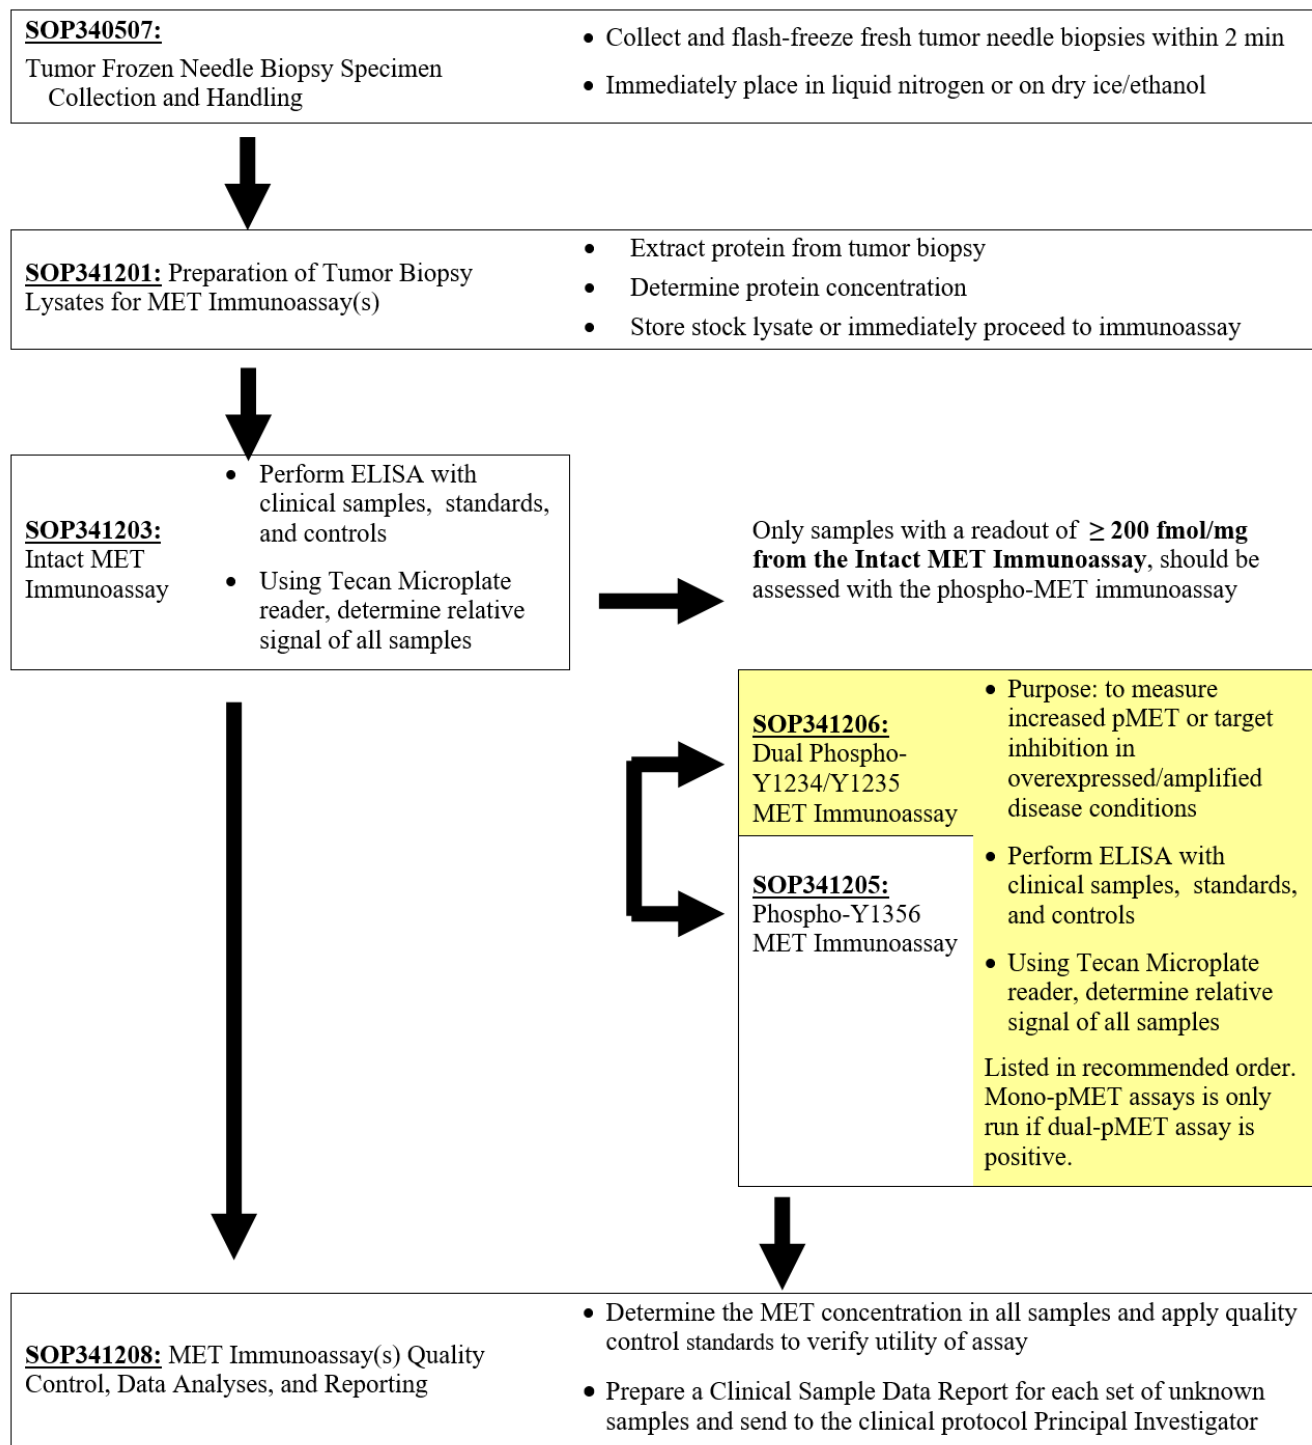 SOP340507:
Tumor Frozen Needle Biopsy Specimen
Collection and Handling
• Collect and flash-freeze fresh tumor needle biopsies within 2 min
• Immediately place in liquid nitrogen or on dry ice/ethanol
SOP341201: Preparation of Tumor Biopsy
Lysates for MET Immunoassay(s)
• Extract protein from tumor biopsy
• Determine protein concentration
• Store stock lysate or immediately proceed to immunoassay
SOP341203:
Intact MET
Immunoassay
• Perform ELISA with
clinical samples, standards,
and controls
• Using Tecan Microplate
reader, determine relative
signal of all samples
Only samples with a readout of ≥ 200 fmol/mg
from the Intact MET Immunoassay, should be
assessed with the phospho-MET immunoassay
SOP341206:
Dual Phospho-
Y1234/Y1235
MET Immunoassay
SOP341205:
Phospho-Y1356
MET Immunoassay
• Purpose: to measure
increased pMET or target
inhibition in
overexpressed/amplified
disease conditions
• Perform ELISA with
clinical samples, standards,
and controls
• Using Tecan Microplate
reader, determine relative
signal of all samples
Listed in recommended order.
Mono-pMET assays is only
run if dual-pMET assay is
positive.
SOP341208: MET Immunoassay(s) Quality
Control, Data Analyses, and Reporting
• Determine the MET concentration in all samples and apply quality
control standards to verify utility of assay
• Prepare a Clinical Sample Data Report for each set of unknown
samples and send to the clinical protocol Principal Investigator